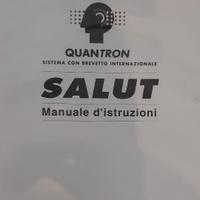 QUANTRON
SISTEMA CON BREVETTO INTERNAZIONALE
SALUT
Manuale d'istruzioni